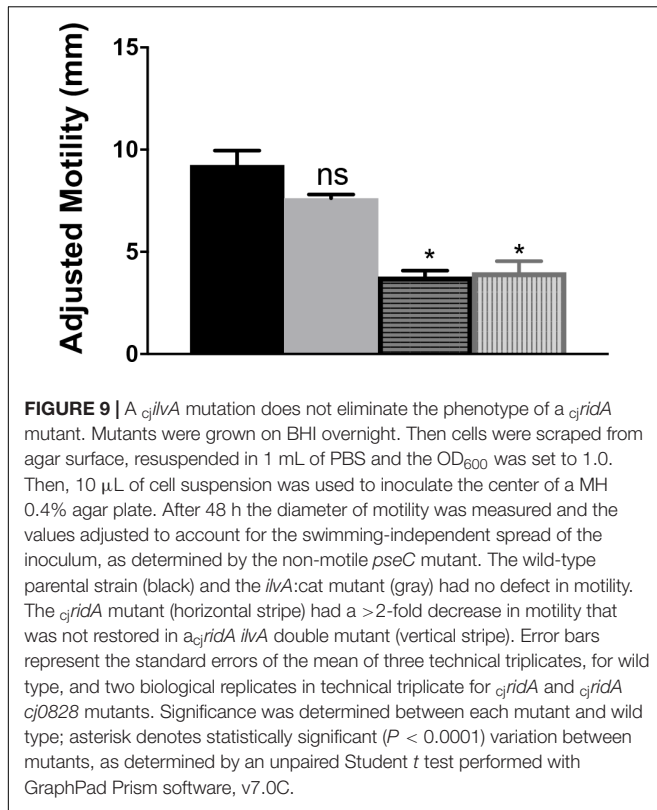 15
10
5
0
Adjusted Motility (mm)
ns
*
*
FIGURE 9 | A cjilvA mutation does not eliminate the phenotype of a cjridA
mutant. Mutants were grown on BHI overnight. Then cells were scraped from
agar surface, resuspended in 1 mL of PBS and the OD600 was set to 1.0.
Then, 10 μL of cell suspension was used to inoculate the center of a MH
0.4% agar plate. After 48 h the diameter of motility was measured and the
values adjusted to account for the swimming-independent spread of the
inoculum, as determined by the non-motile pseC mutant. The wild-type
parental strain (black) and the ilvA:cat mutant (gray) had no defect in motility.
The cjridA mutant (horizontal stripe) had a >2-fold decrease in motility that
was not restored in acjridA ilvA double mutant (vertical stripe). Error bars
represent the standard errors of the mean of three technical triplicates, for wild
type, and two biological replicates in technical triplicate for cjridA and cjridA
cj0828 mutants. Significance was determined between each mutant and wild
type; asterisk denotes statistically significant (P < 0.0001) variation between
mutants, as determined by an unpaired Student t test performed with
GraphPad Prism software, v7.0C.